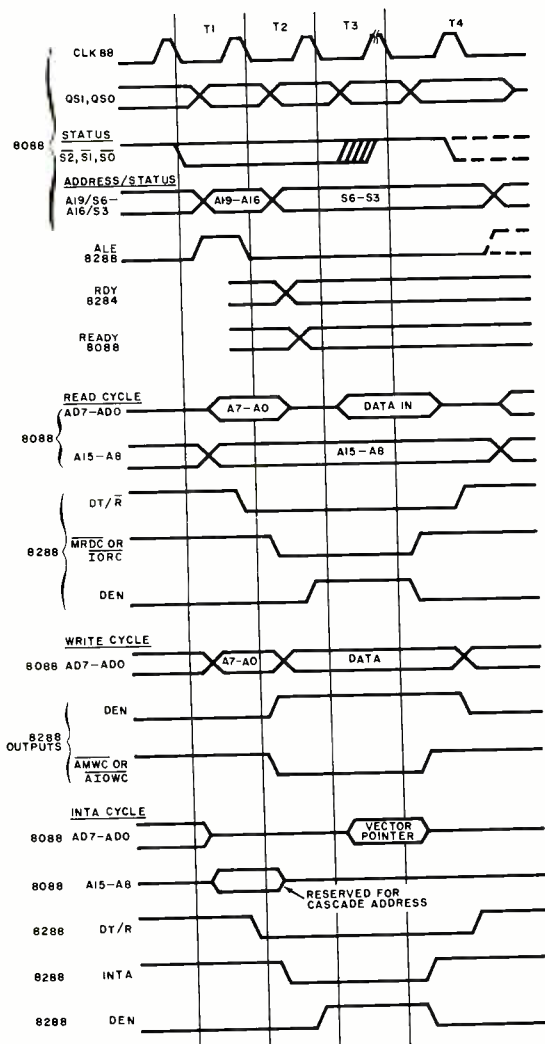 T1 T2 T3 T4
CLK 88
QS1, QS0
8088
STATUS
S2, S1, S0
ADDRESS/STATUS
A19/S6-
A16/S3
A19-A16
S6-S3
ALE
8288
RDY
8284
READY
8088
READ CYCLE
AD7-AD0
A7-A0
DATA IN
8088
A15-A8
A15-A8
DT/R
8288
MRDC OR
IORC
DEN
WRITE CYCLE
8088 AD7-AD0
A7-A0
DATA
DEN
8288
OUTPUTS
AMWC OR
AIOWC
INTA CYCLE
8088 AD7-AD0
VECTOR
POINTER
8088 A15-A8
RESERVED FOR
CASCADE ADDRESS
8288 DT/R
8288 INTA
8288 DEN